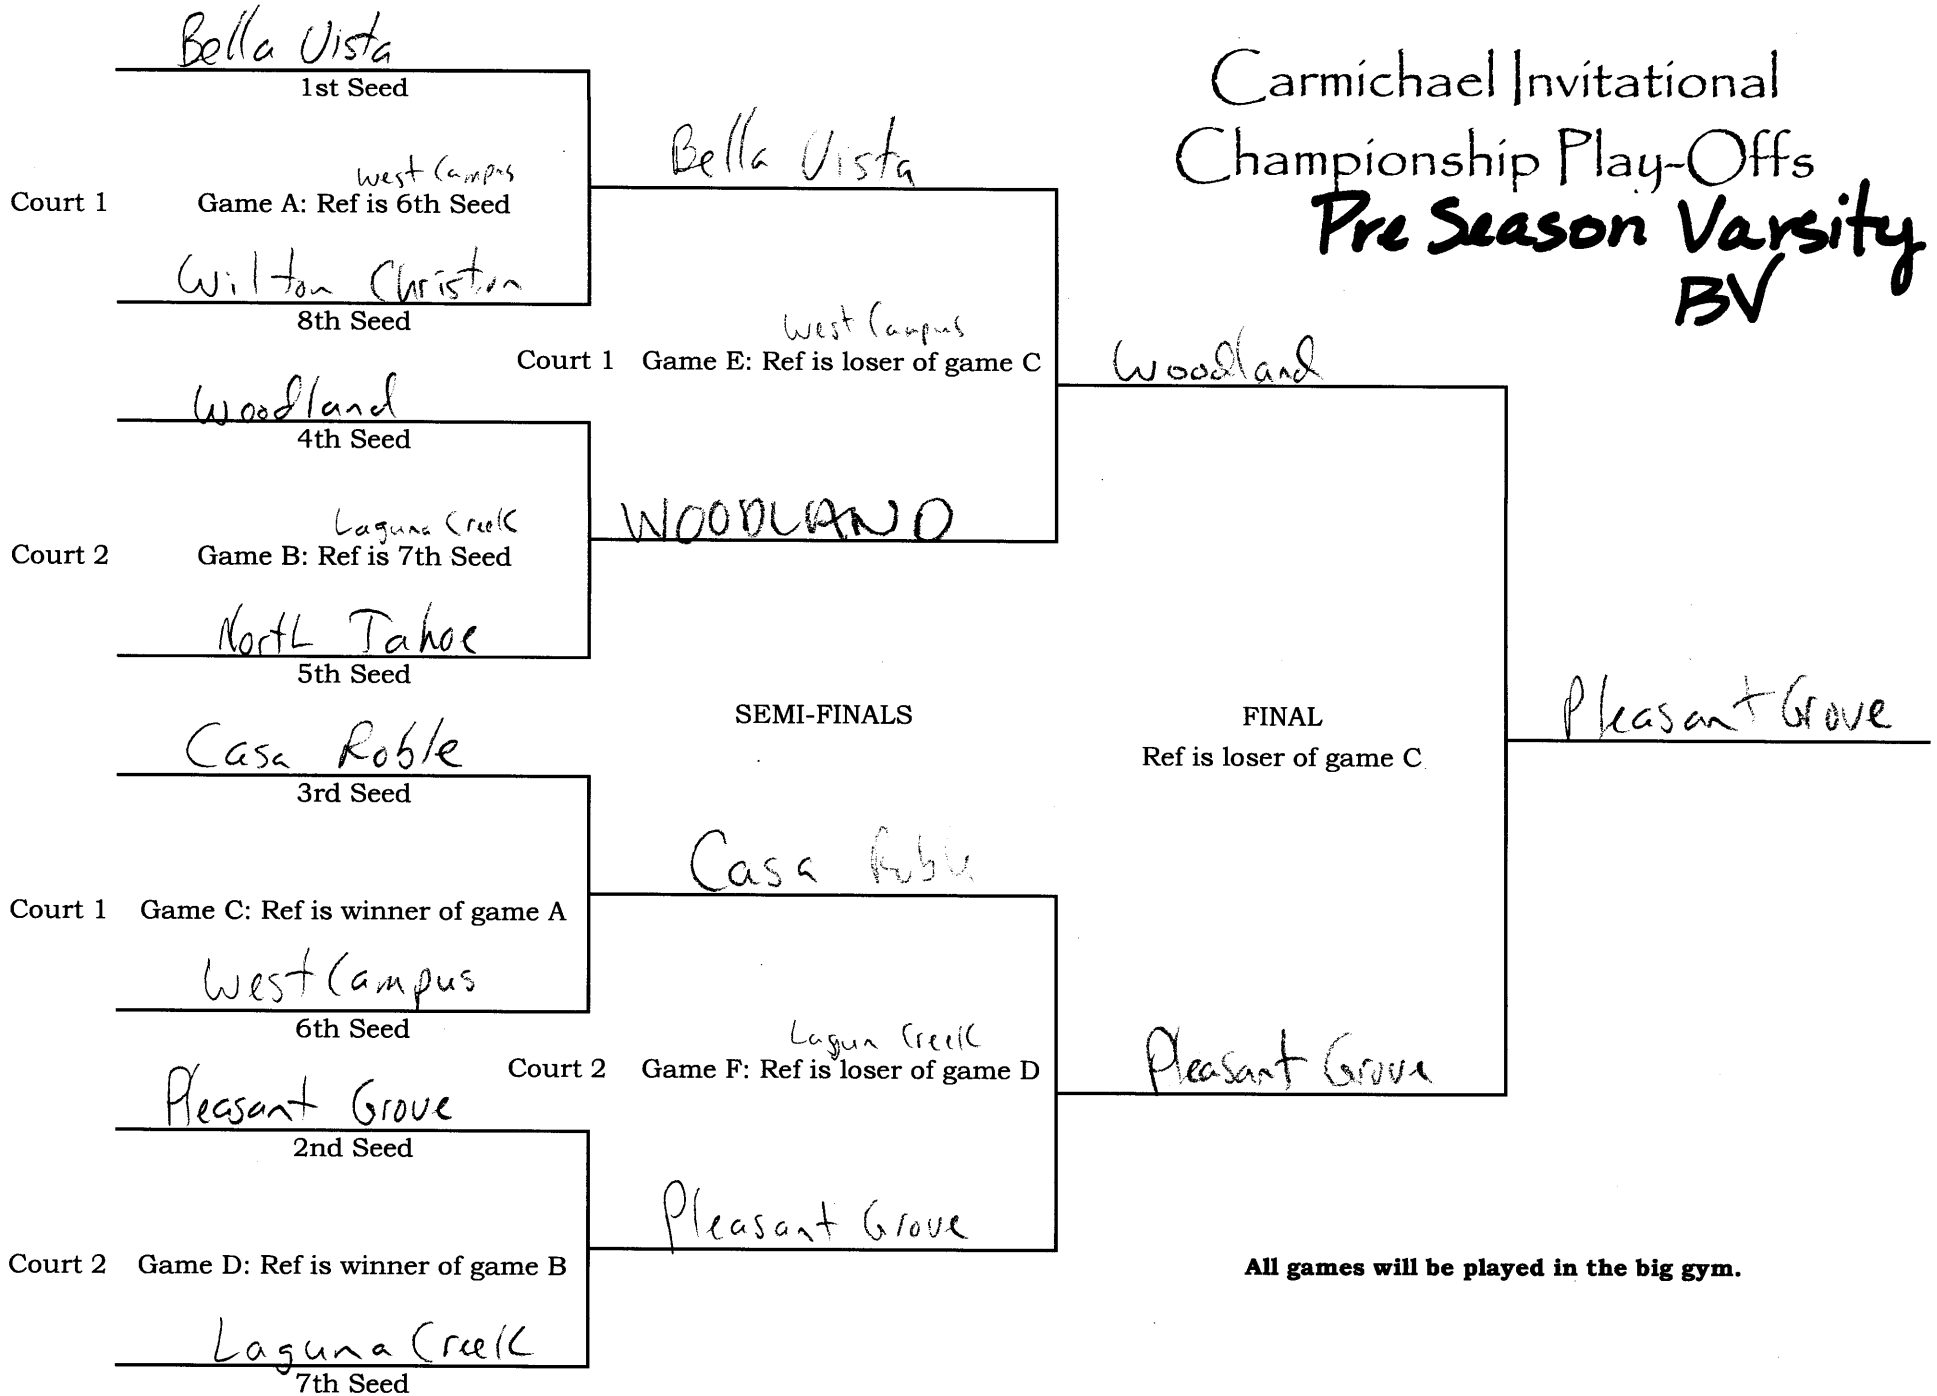 Bella Vista
1st Seed
Carmichael Invitational
Championship Play-Offs
Pre Season Varsity
BV
Bella Vista
West Campus
Court 1 Game A: Ref is 6th Seed
Wilton Christon
8th Seed
West Campus
Court 1 Game E: Ref is loser of game C
Woodland
Woodland
4th Seed
Laguna Creek
Court 2 Game B: Ref is 7th Seed
WOODLAND
North Tahoe
5th Seed
SEMI-FINALS
FINAL
Ref is loser of game C
Pleasant Grove
Casa Roble
3rd Seed
Casa Roble
Court 1 Game C: Ref is winner of game A
West Campus
6th Seed
Lagun Creek
Court 2 Game F: Ref is loser of game D
Pleasant Grove
Pleasant Grove
2nd Seed
Pleasant Grove
Court 2 Game D: Ref is winner of game B
All games will be played in the big gym.
Laguna Creek
7th Seed